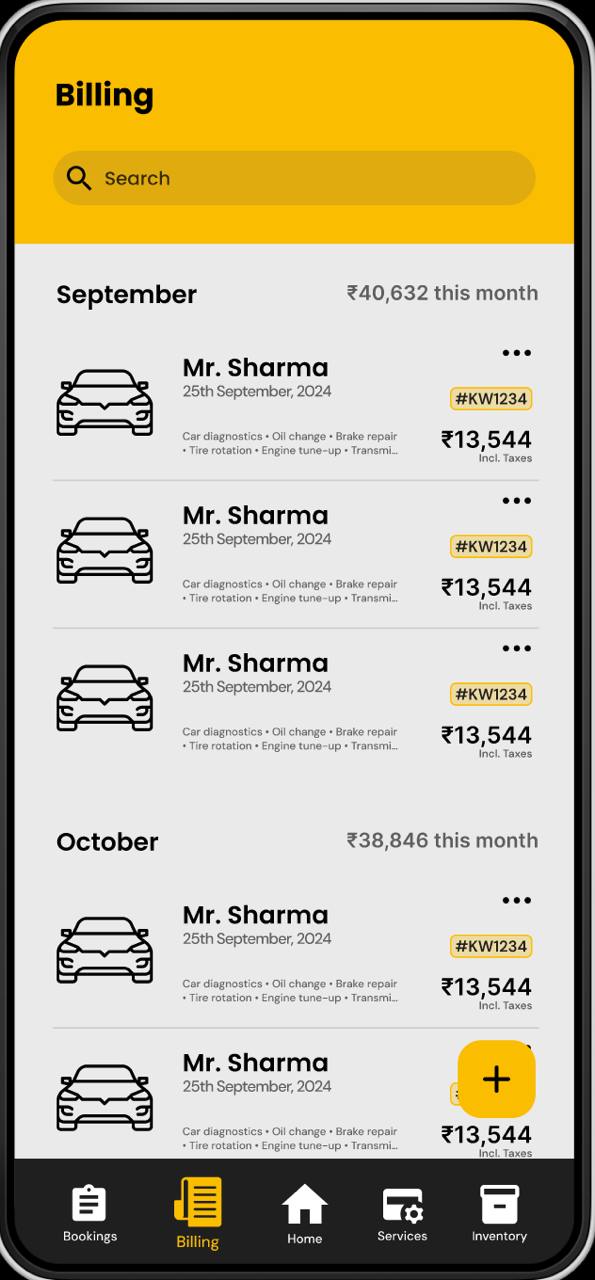 Billing
Search
September ₹40,632 this month
Mr. Sharma
25th September, 2024
#KW1234
Car diagnostics • Oil change • Brake repair
• Tire rotation • Engine tune-up • Transmi...
₹13,544
Incl. Taxes
Mr. Sharma
25th September, 2024
#KW1234
Car diagnostics • Oil change • Brake repair
• Tire rotation • Engine tune-up • Transmi...
₹13,544
Incl. Taxes
Mr. Sharma
25th September, 2024
#KW1234
Car diagnostics • Oil change • Brake repair
• Tire rotation • Engine tune-up • Transmi...
₹13,544
Incl. Taxes
October ₹38,846 this month
Mr. Sharma
25th September, 2024
#KW1234
Car diagnostics • Oil change • Brake repair
• Tire rotation • Engine tune-up • Transmi...
₹13,544
Incl. Taxes
Mr. Sharma
25th September, 2024
Car diagnostics • Oil change • Brake repair
• Tire rotation • Engine tune-up • Transmi...
₹13,544
Incl. Taxes
Bookings Billing Home Services Inventory